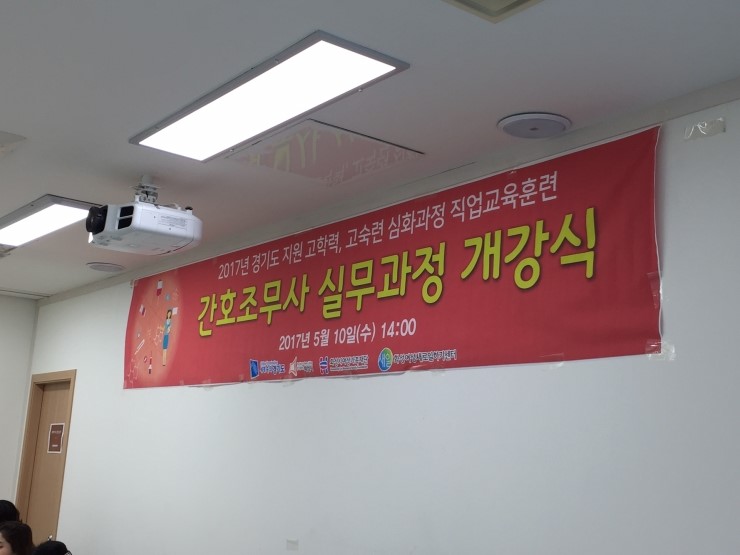 2017년 경기도 지원 고학력, 고숙련 심화과정 직업교육훈련
간호조무사 실무과정 개강식
2017년 5월 10일(수) 14:00